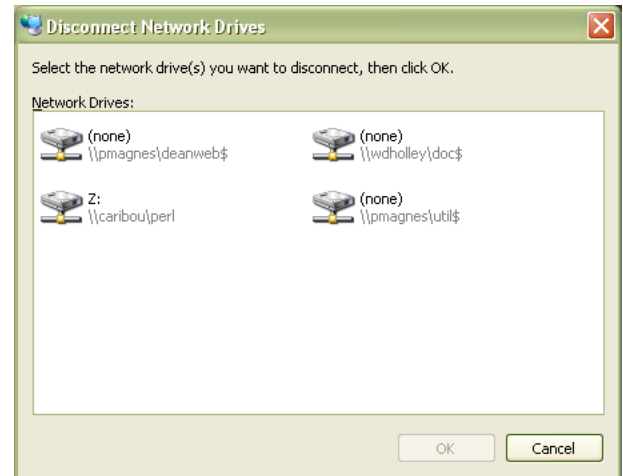 Disconnect Network Drives
Select the network drive(s) you want to disconnect, then click OK.
Network Drives:
(none)
\\pmagnes\deanweb$
(none)
\\wdholley\doc$
Z:
\\caribou\perl
(none)
\\pmagnes\util$
OK
Cancel